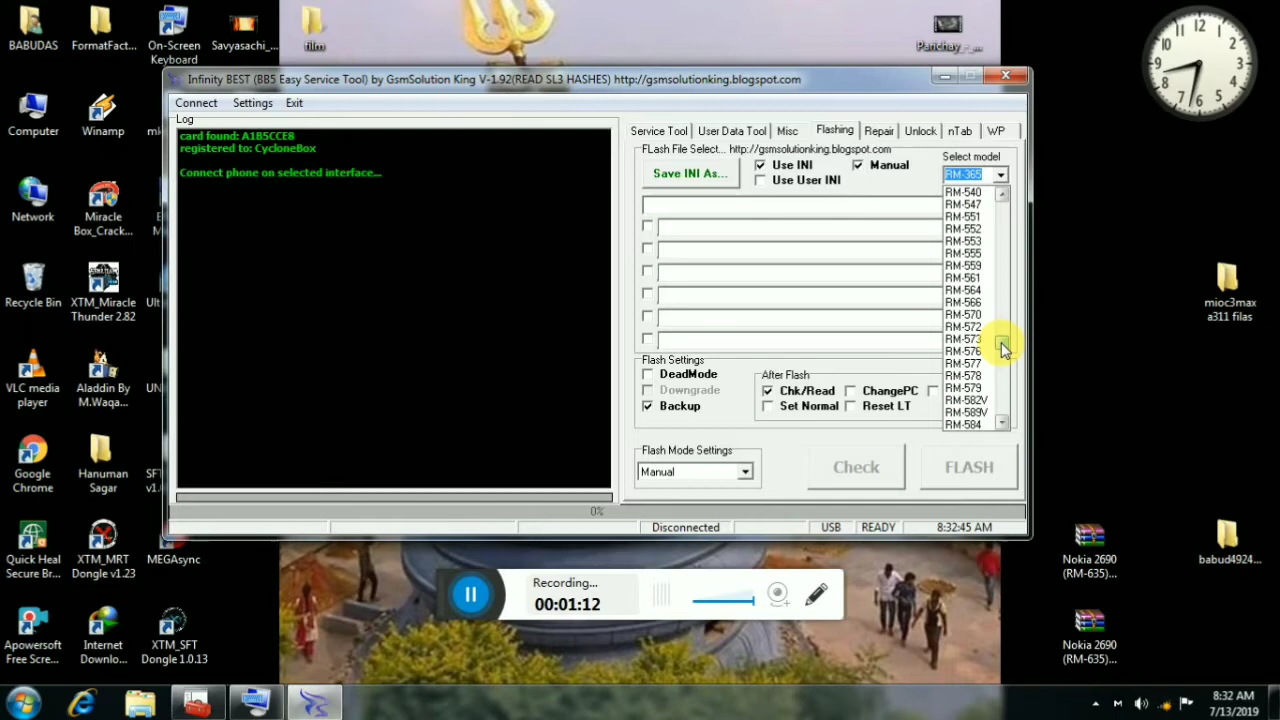 BABUDAS
FormatFact...
On-Screen
Keyboard
Savyasachi_...
film
Panchay_-_...
Computer
Winamp
Network
Miracle
Box_Crack...
Recycle Bin
XTM_Miracle
Thunder 2.82
VLC media
player
Aladdin By
M.Waqa...
Google
Chrome
Hanuman
Sagar
Quick Heal
Secure Br...
XTM_MRT
Dongle v1.23
MEGAsync
Apowersoft
Free Scre...
Internet
Downlo...
XTM_SFT
Dongle 1.0.13
Infinity BEST (BB5 Easy Service Tool) by GsmSolution King V-1.92(READ SL3 HASHES) http://gsmsolutionking.blogspot.com
Connect Settings Exit
Log
card found: A1B5CCE8
registered to: CycloneBox
Connect phone on selected interface...
Service Tool User Data Tool Misc Flashing Repair Unlock nTab WP
FLash File Select... http://gsmsolutionking.blogspot.com
Save INI As...
Use INI
Manual
Use User INI
Select model
RM-365
RM-540
RM-547
RM-551
RM-552
RM-553
RM-555
RM-559
RM-561
RM-564
RM-566
RM-570
RM-572
RM-573
RM-576
RM-577
RM-578
RM-579
RM-582V
RM-589V
RM-584
Flash Settings
DeadMode
Downgrade
Backup
After Flash
Chk/Read
ChangePC
Set Normal
Reset LT
Flash Mode Settings
Manual
Check
FLASH
0%
Disconnected USB READY 8:32:45 AM
Recording...
00:01:12
mioc3max
a311 filas
Nokia 2690
(RM-635)...
babud4924...
Nokia 2690
(RM-635)...
8:32 AM
7/13/2019